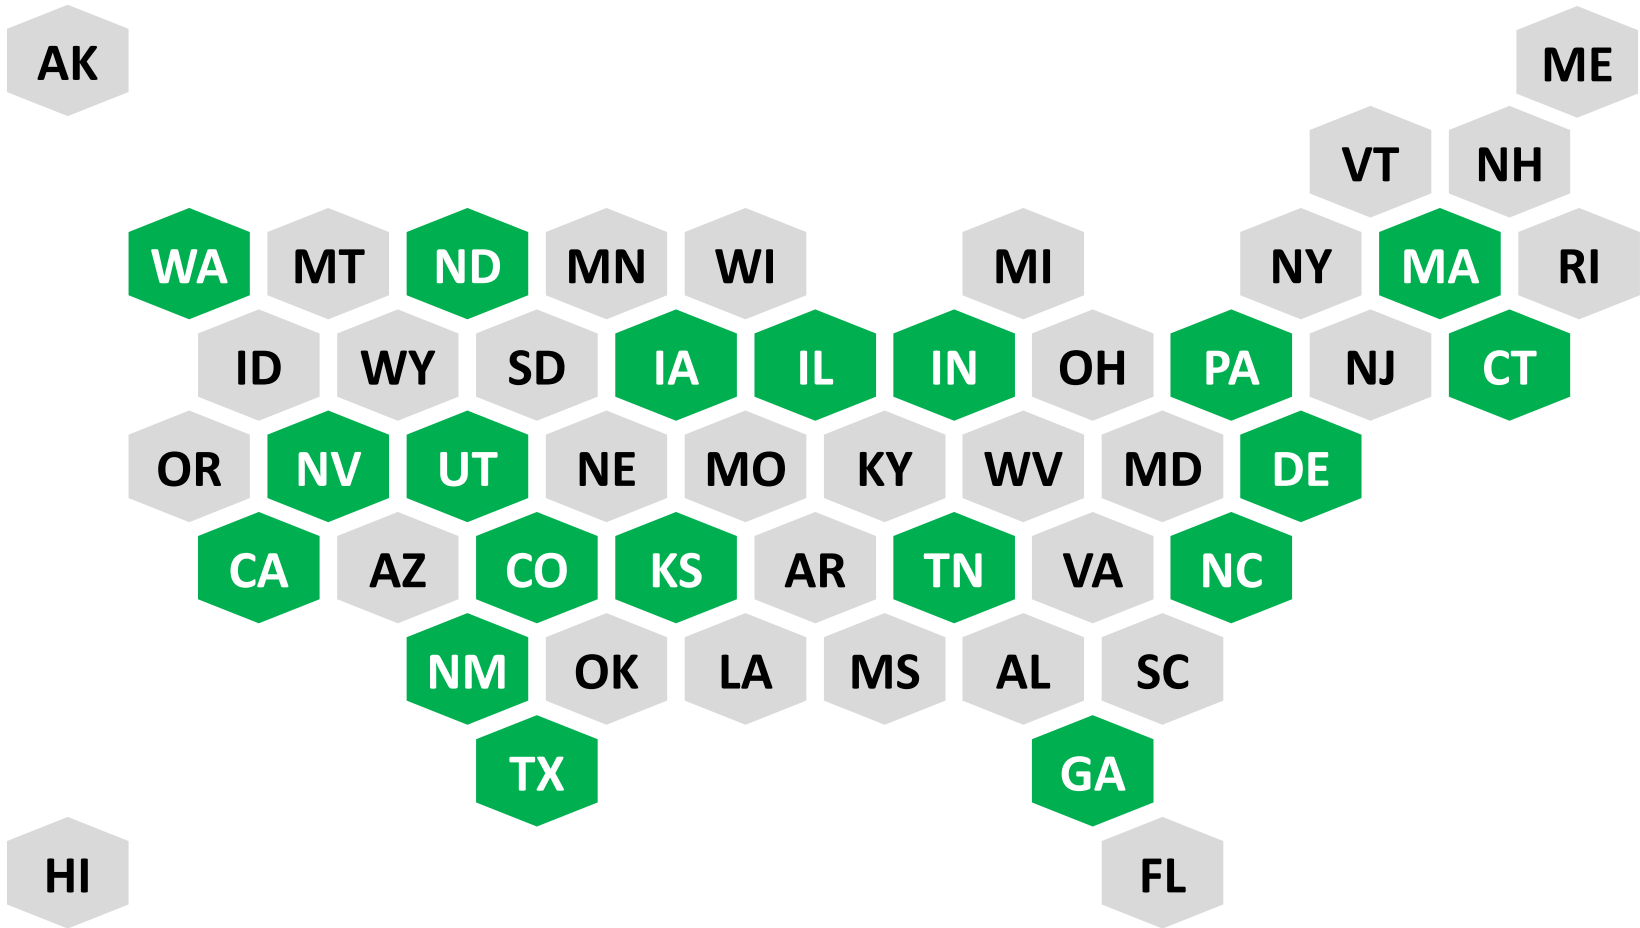 AK ME
VT NH
WA MT ND MN WI MI NY MA RI
ID WY SD IA IL IN OH PA NJ CT
OR NV UT NE MO KY WV MD DE
CA AZ CO KS AR TN VA NC
NM OK LA MS AL SC
TX GA
HI FL